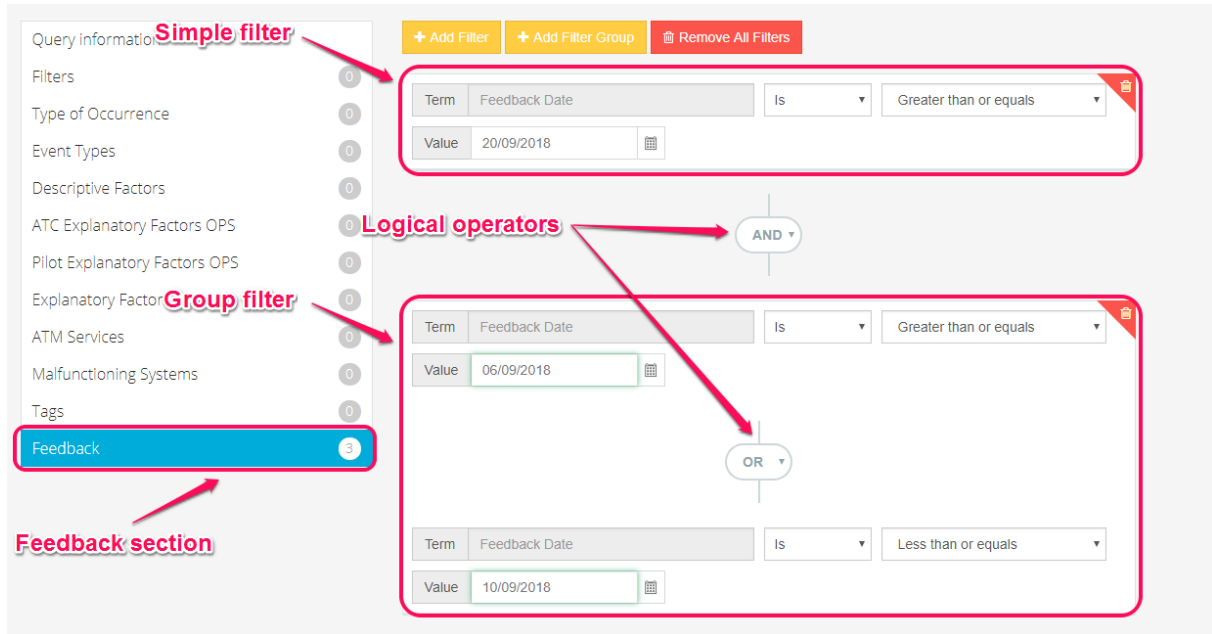 Query information
Simple filter
+ Add Filter
+ Add Filter Group
Remove All Filters
Filters 0
Type of Occurrence 0
Event Types 0
Descriptive Factors 0
ATC Explanatory Factors OPS 0
Pilot Explanatory Factors OPS 0
Explanatory Factor 0
ATM Services 0
Malfunctioning Systems 0
Tags 0
Feedback 3
Feedback section
Term Feedback Date Is Greater than or equals
Value 20/09/2018
Logical operators
AND
Group filter
Term Feedback Date Is Greater than or equals
Value 06/09/2018
OR
Term Feedback Date Is Less than or equals
Value 10/09/2018